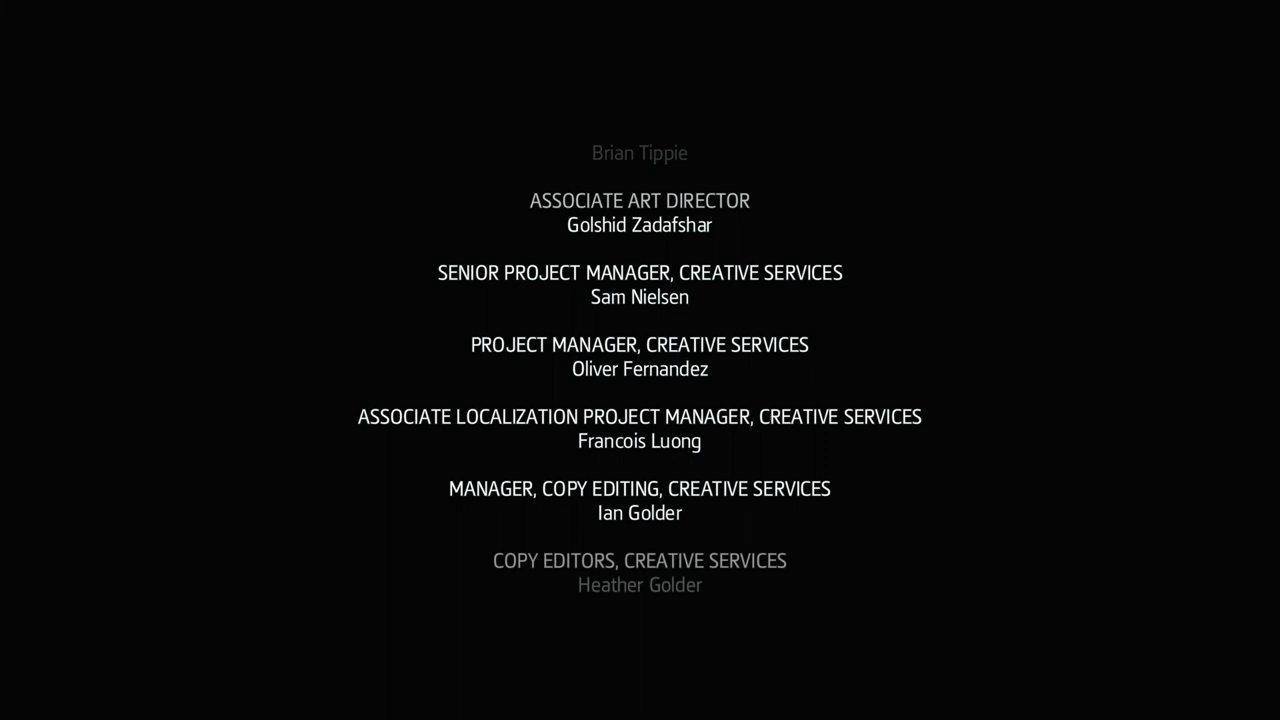 Brian Tippie
ASSOCIATE ART DIRECTOR
Golshid Zadafshar
SENIOR PROJECT MANAGER, CREATIVE SERVICES
Sam Nielsen
PROJECT MANAGER, CREATIVE SERVICES
Oliver Fernandez
ASSOCIATE LOCALIZATION PROJECT MANAGER, CREATIVE SERVICES
Francois Luong
MANAGER, COPY EDITING, CREATIVE SERVICES
Ian Golder
COPY EDITORS, CREATIVE SERVICES
Heather Golder